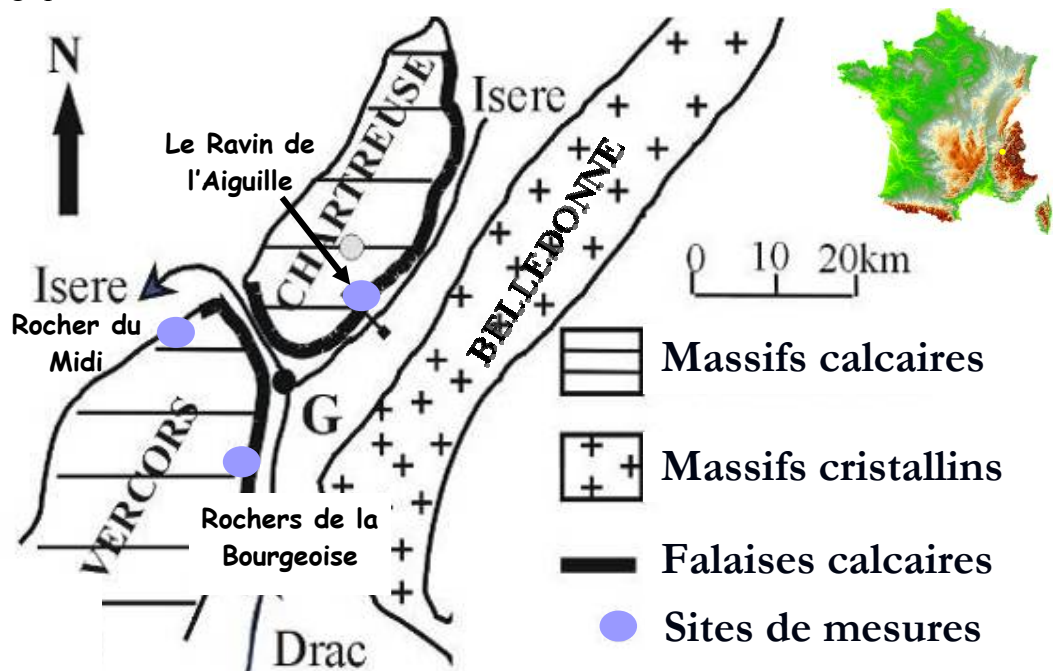 N
CHARTREUSE
Isere
Le Ravin de
l'Aiguille
BELLEDONNE
0 10 20km
Isere
Rocher du
Midi
Massifs calcaires
G
VERCORS
Massifs cristallins
Rochers de la
Bourgeoise
Falaises calcaires
Sites de mesures
Drac